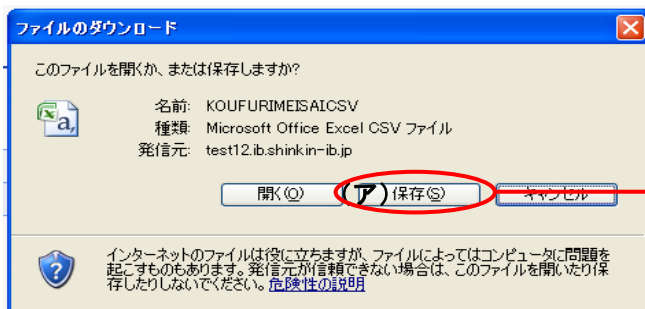 ファイルのダウンロード
このファイルを開くか、または保存しますか?
名前: KOUFURIMEISAICSV
種類: Microsoft Office Excel CSV ファイル
発信元: test12.ib.shinkin-ib.jp
開く(O) (ア) 保存(S) キャンセル
インターネットのファイルは役に立ちますが、ファイルによってはコンピュータに問題を
起こすものもあります。発信元が信頼できない場合は、このファイルを開いたり保
存したりしないでください。危険性の説明